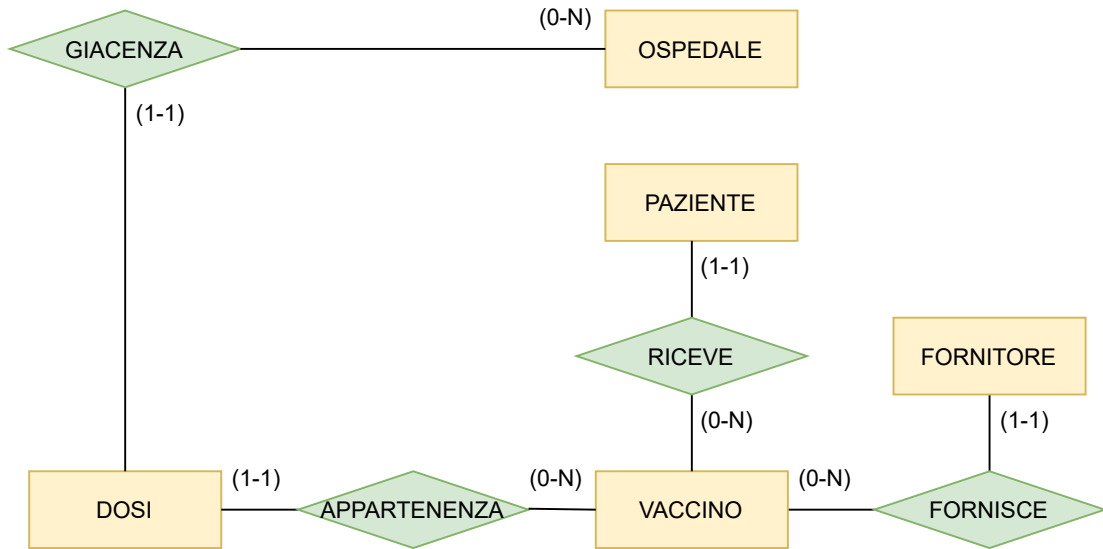 (0-N)
GIACENZA
OSPEDALE
(1-1)
PAZIENTE
(1-1)
RICEVE
FORNITORE
(0-N)
(1-1)
(1-1)
(0-N)
(0-N)
DOSI
APPARTENENZA
VACCINO
FORNISCE